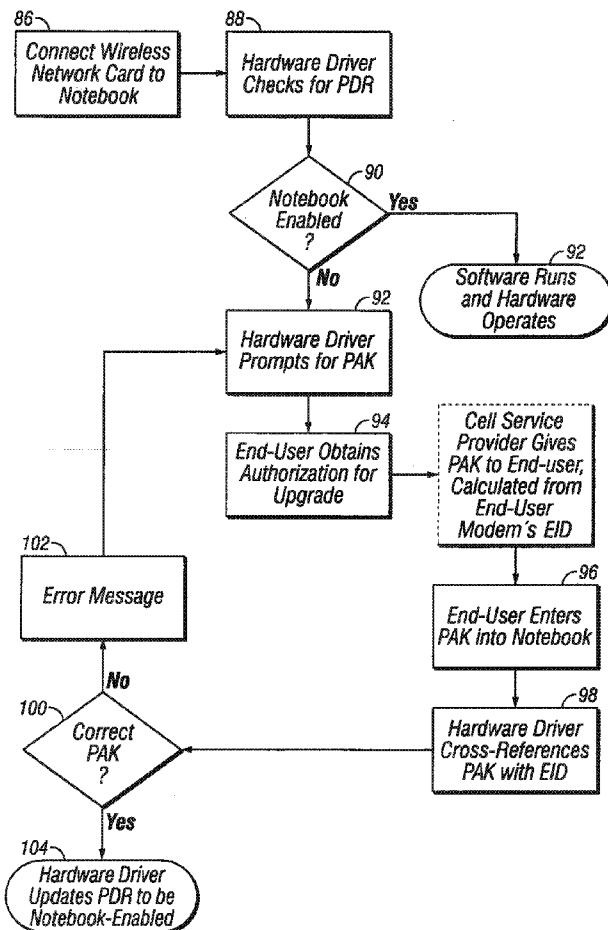 86
Connect Wireless
Network Card to
Notebook
88
Hardware Driver
Checks for PDR
90
Notebook
Enabled
?
Yes
No
92
Software Runs
and Hardware
Operates
92
Hardware Driver
Prompts for PAK
94
End-User Obtains
Authorization for
Upgrade
Cell Service
Provider Gives
PAK to End-user,
Calculated from
End-User
Modem's EID
96
End-User Enters
PAK into Notebook
98
Hardware Driver
Cross-References
PAK with EID
100
Correct
PAK
?
No
102
Error Message
Yes
104
Hardware Driver
Updates PDR to be
Notebook-Enabled